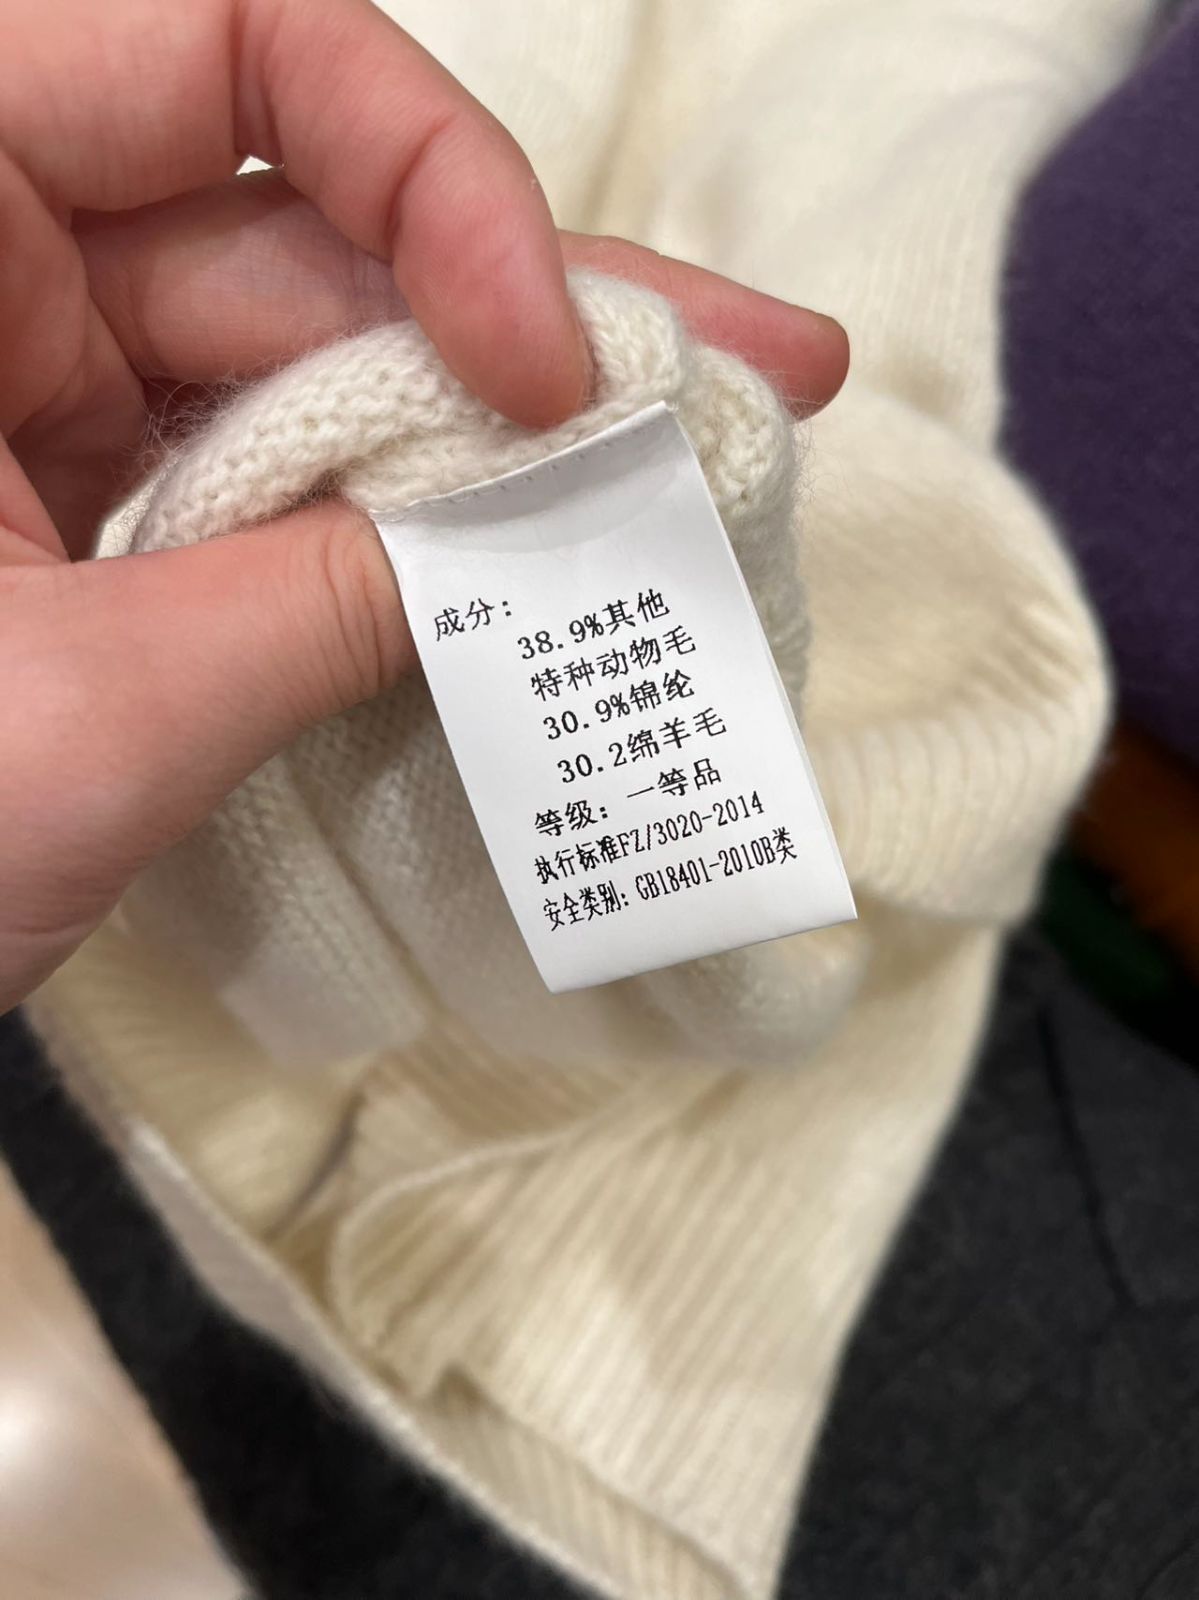 成分：
38.9%其他
特种动物毛
30.9%锦纶
30.2绵羊毛
等级：一等品
执行标准FZ/3020-2014
安全类别：GB18401-2010B类